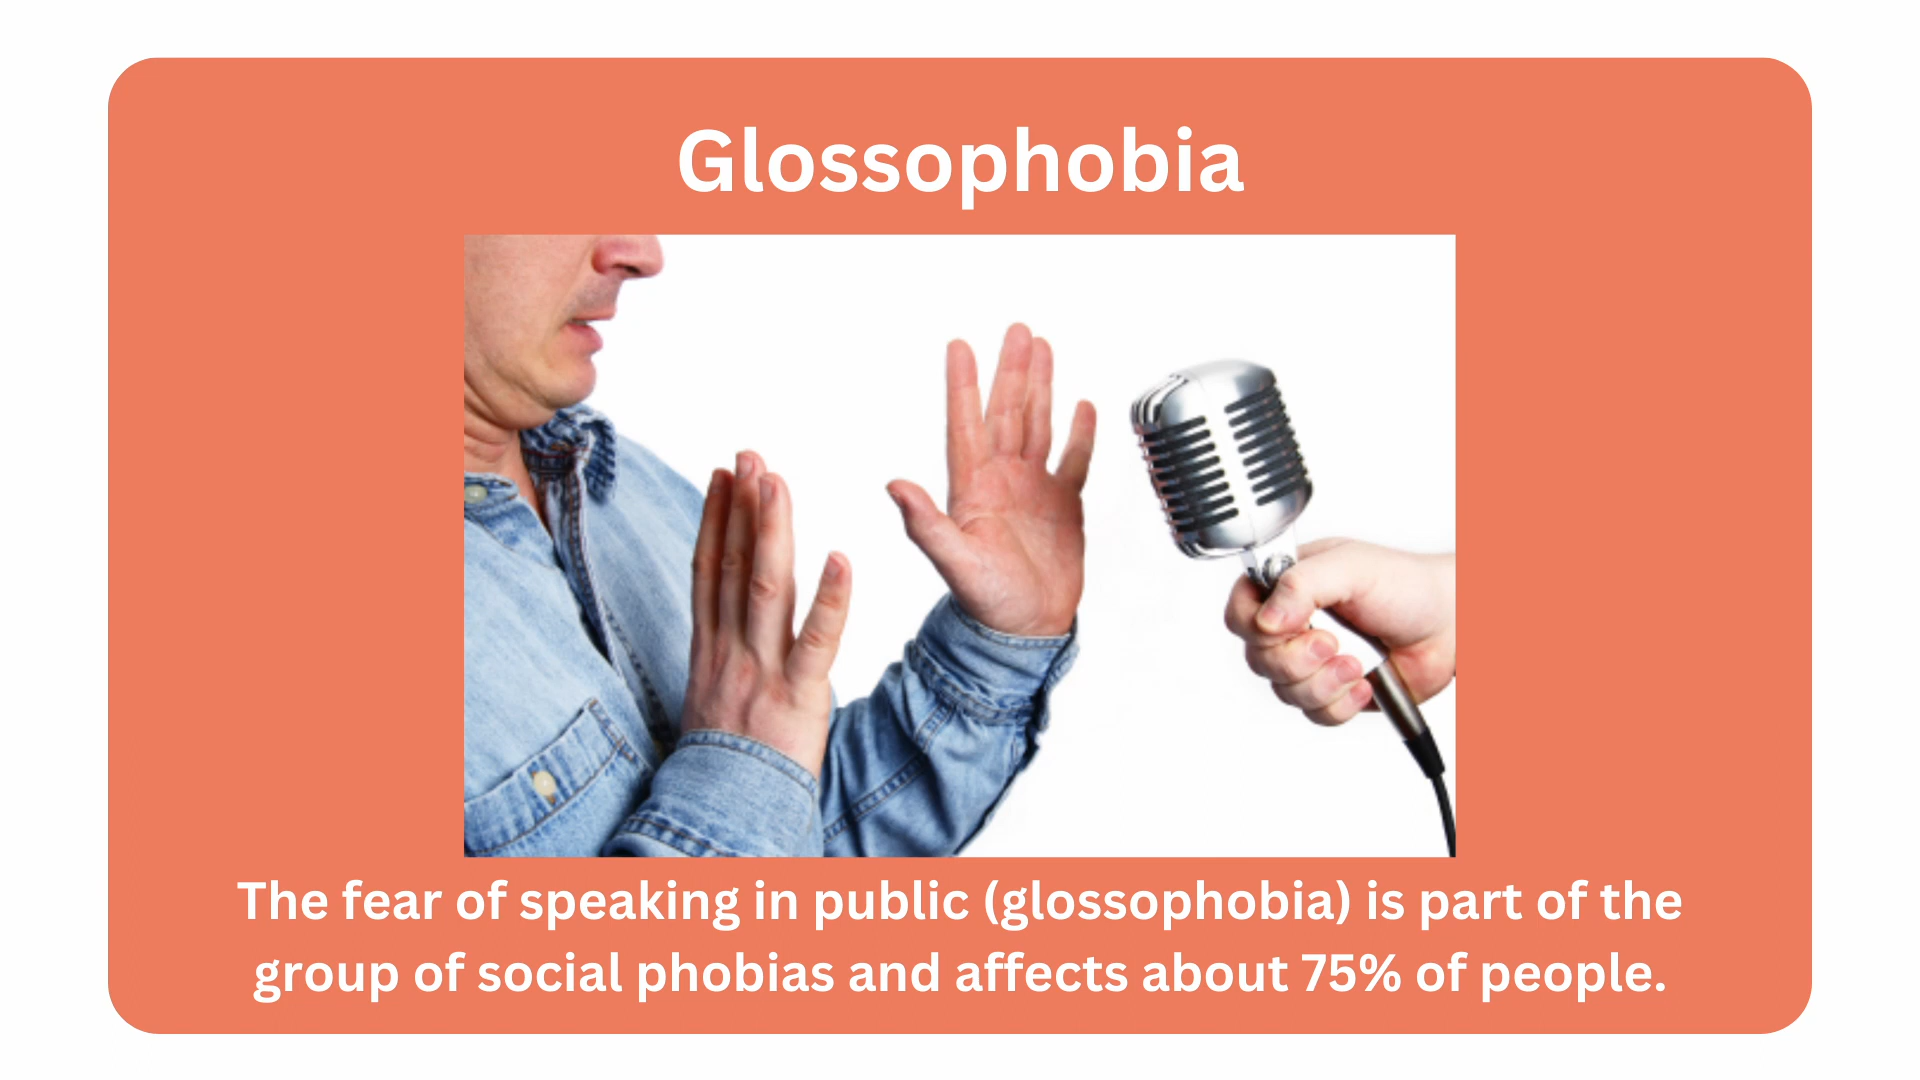 Glossophobia
The fear of speaking in public (glossophobia) is part of the
group of social phobias and affects about 75% of people.